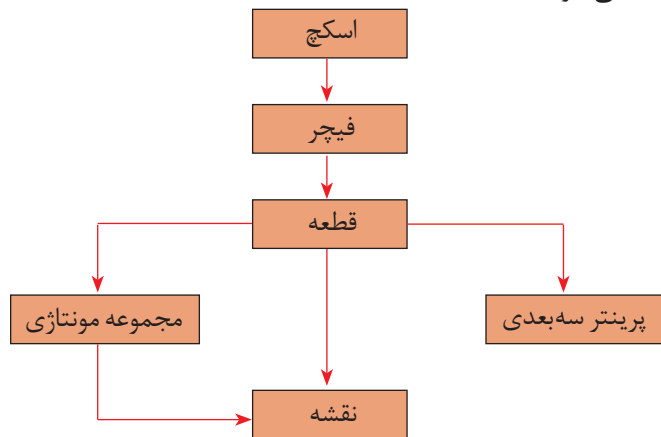 اسکچ
فیچر
قطعه
پرینتر سه‌بعدی
مجموعه مونتاژی
نقشه